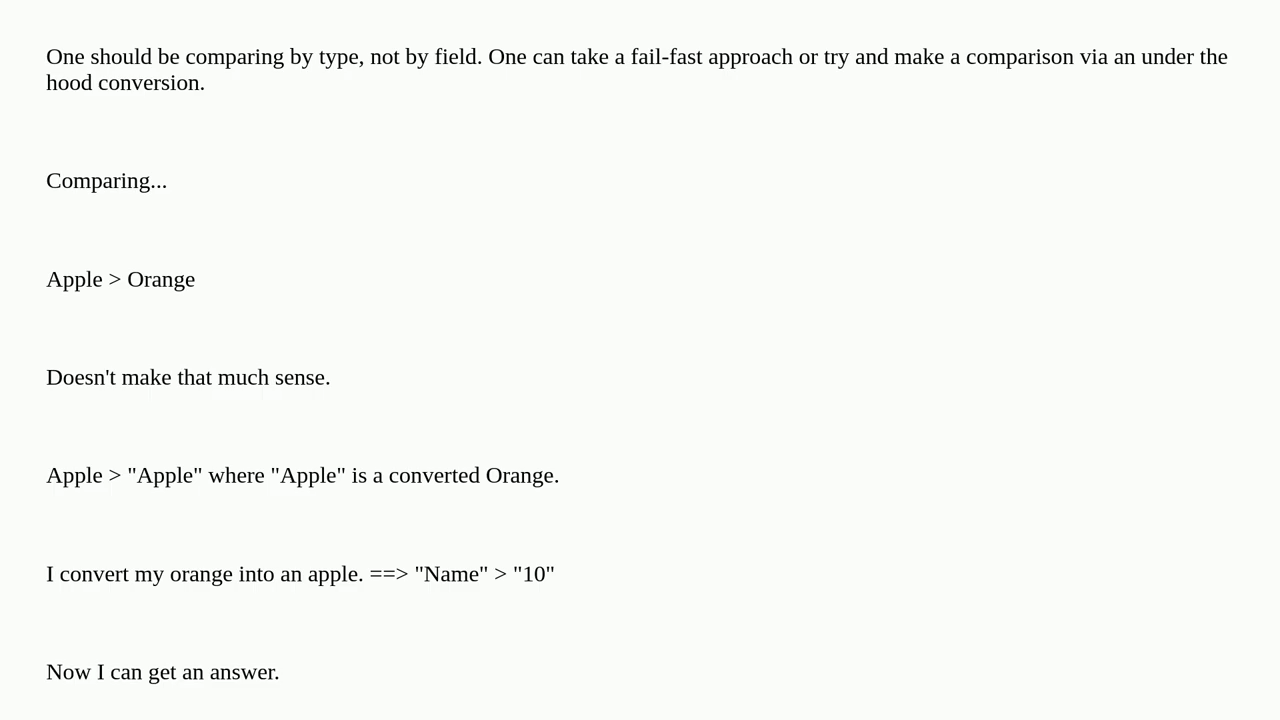 One should be comparing by type, not by field. One can take a fail-fast approach or try and make a comparison via an under the
hood conversion.
Comparing...
Apple > Orange
Doesn't make that much sense.
Apple > "Apple" where "Apple" is a converted Orange.
I convert my orange into an apple. ==> "Name" > "10"
Now I can get an answer.